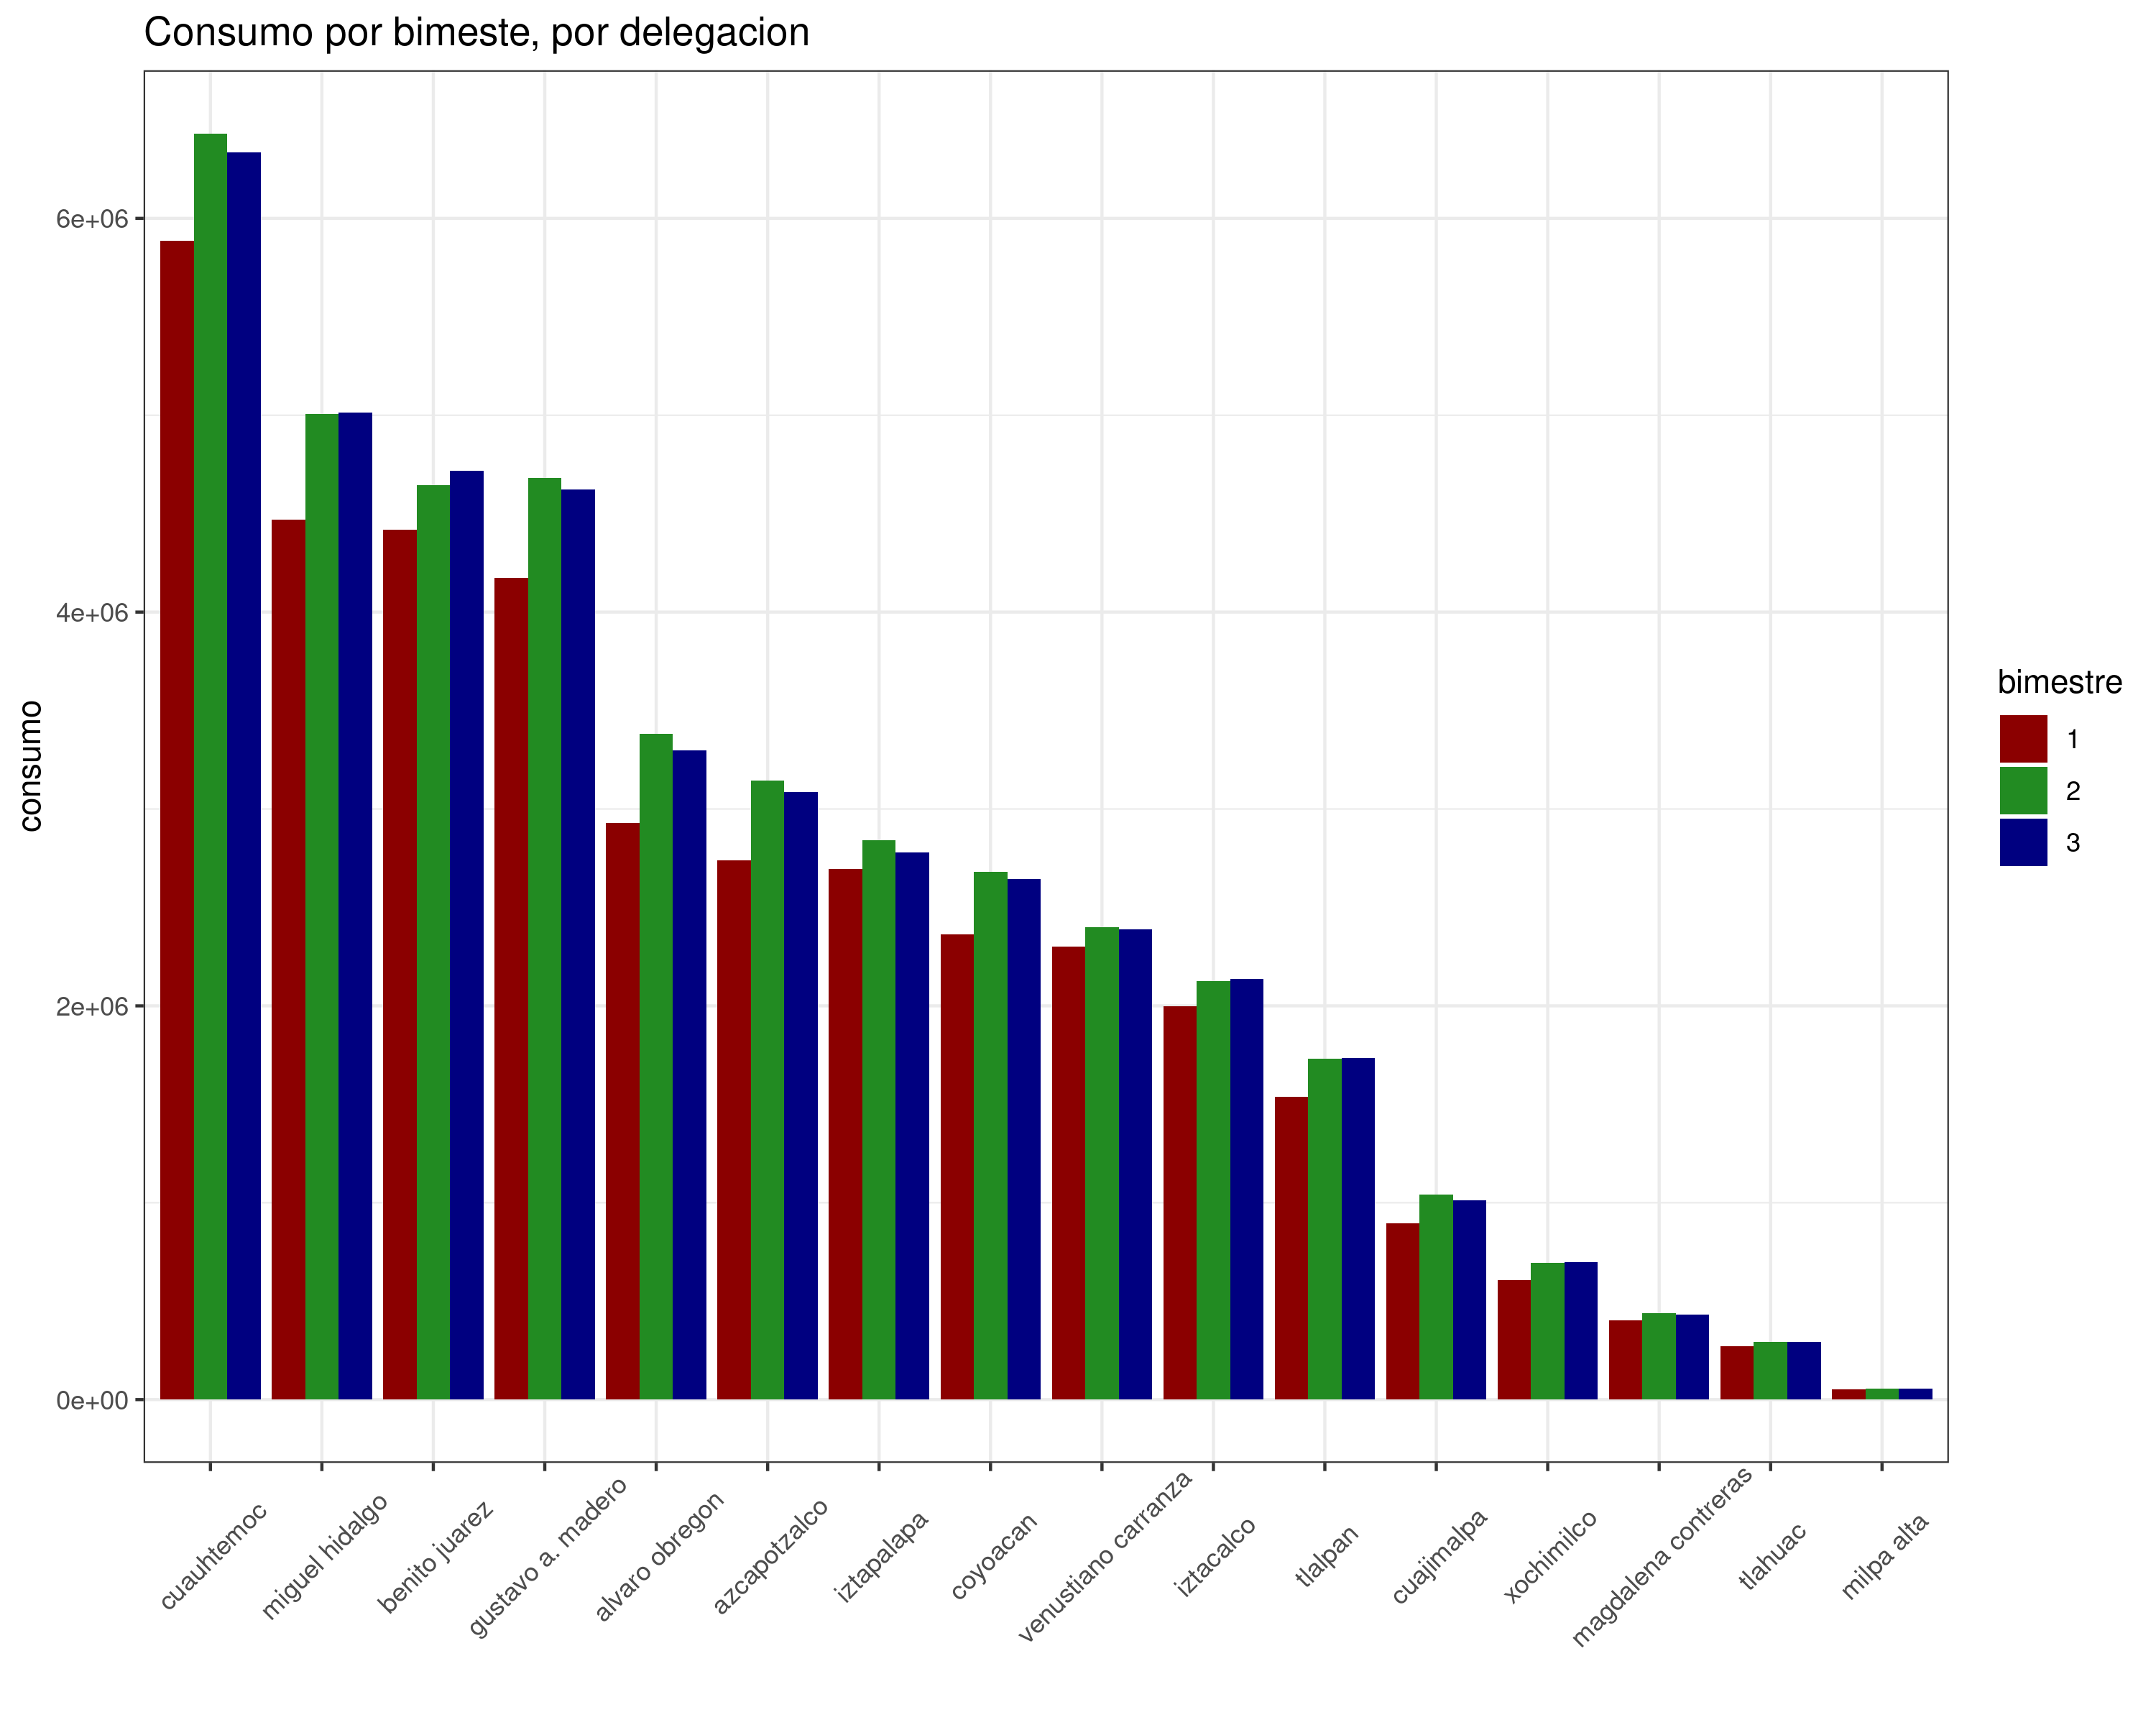 Consumo por bimeste, por delegacion
consumo
6e+06
4e+06
2e+06
0e+00
cuauhtemoc
miguel hidalgo
benito juarez
gustavo a. madero
alvaro obregon
azcapotzalco
iztapalapa
coyoacan
venustiano carranza
iztacalco
tlalpan
cuajimalpa
xochimilco
magdalena contreras
tlahuac
milpa alta
bimestre
1
2
3